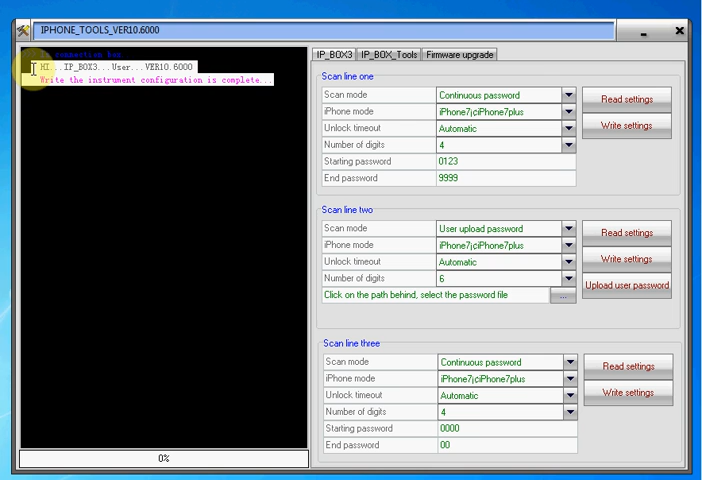 IPHONE_TOOLS_VER10.6000
connection box
HI...IP_BOX3...User...VER10.6000
Write the instrument configuration is complete...
0%
IP_BOX3 IP_BOX_Tools Firmware upgrade
Scan line one
Scan mode Continuous password
iPhone mode iPhone7¡¢iPhone7plus
Unlock timeout Automatic
Number of digits 4
Starting password 0123
End password 9999
Read settings
Write settings
Scan line two
Scan mode User upload password
iPhone mode iPhone7¡¢iPhone7plus
Unlock timeout Automatic
Number of digits 6
Click on the path behind, select the password file ...
Read settings
Write settings
Upload user password
Scan line three
Scan mode Continuous password
iPhone mode iPhone7¡¢iPhone7plus
Unlock timeout Automatic
Number of digits 4
Starting password 0000
End password 00
Read settings
Write settings